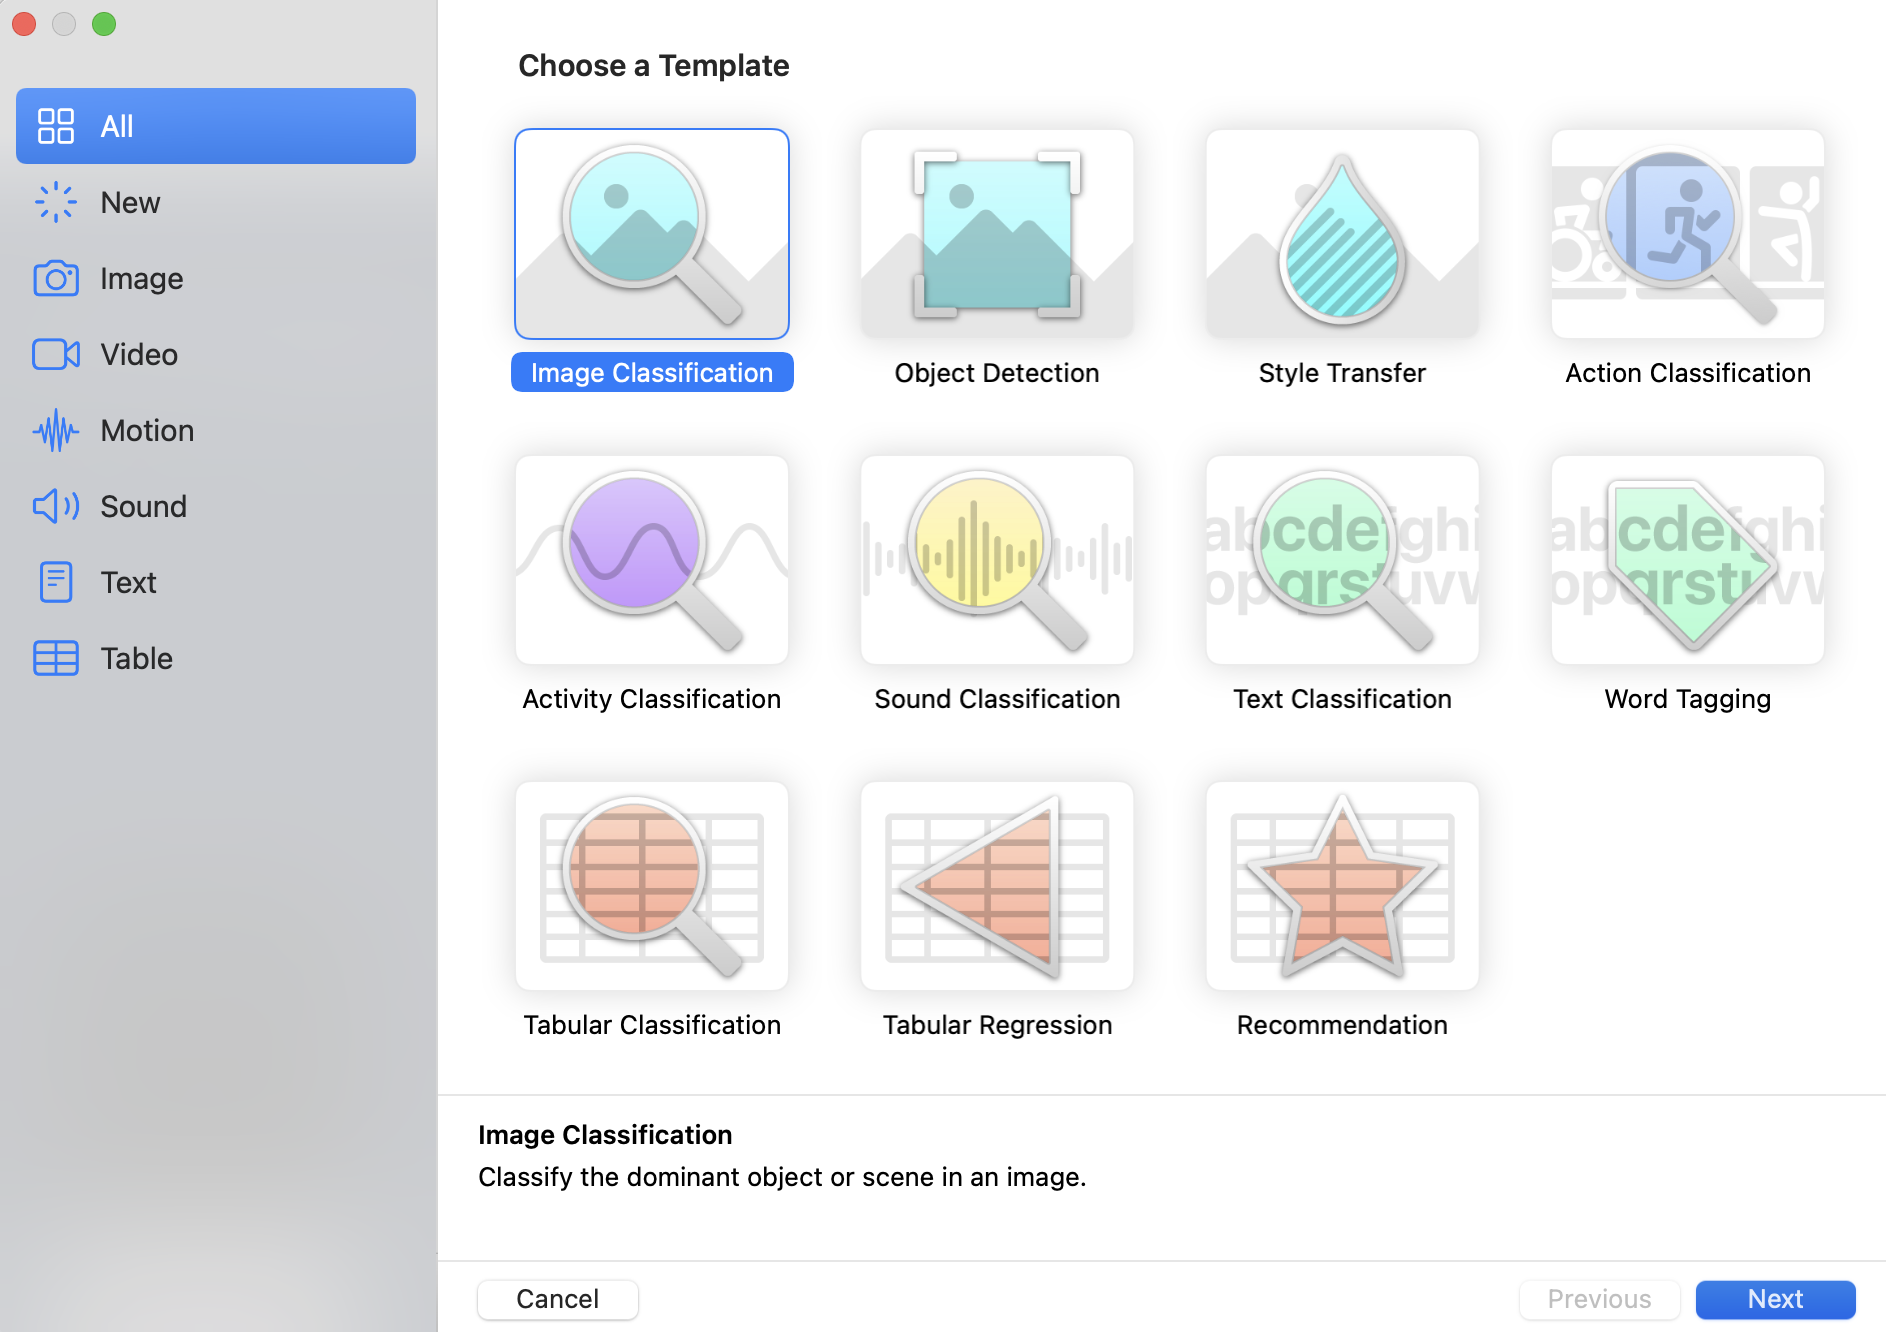 Choose a Template
All
New
Image
Video
Motion
Sound
Text
Table
Image Classification
Object Detection
Style Transfer
Action Classification
abcdefghi
opqrstuvw
abcdefghi
opqrstuvw
Activity Classification
Sound Classification
Text Classification
Word Tagging
Tabular Classification
Tabular Regression
Recommendation
Image Classification
Classify the dominant object or scene in an image.
Cancel
Previous
Next